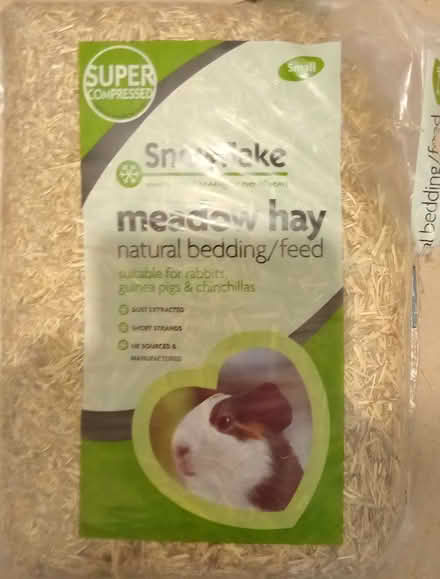 SUPER
COMPRESSED
Small
Snowflake
meadow hay
natural bedding/feed
suitable for rabbits,
guinea pigs & chinchillas
DUST EXTRACTED
SHORT STRANDS
UK SOURCED &
MANUFACTURED
al bedding/feed